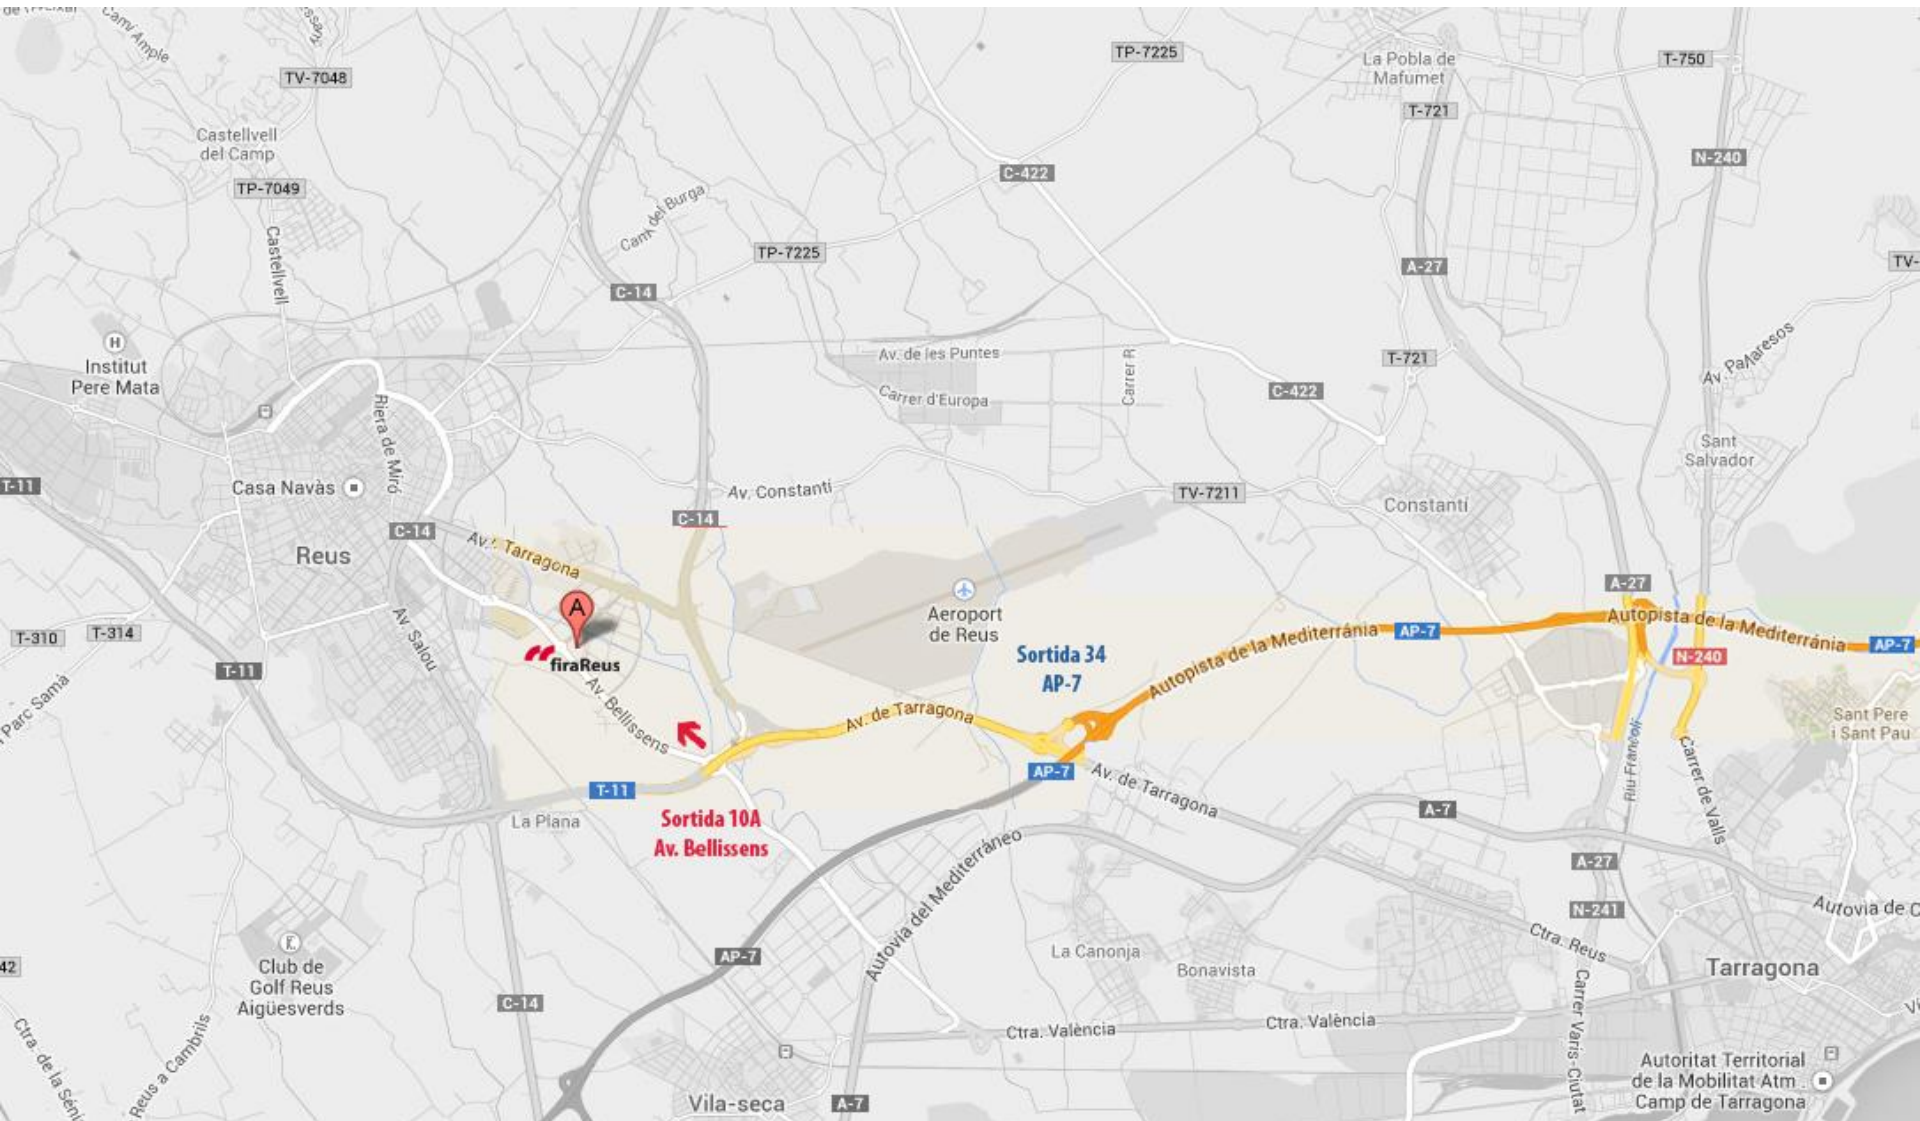 Camí Ample
TV-7048
TP-7225
La Pobla de
Mafumet
T-750
T-721
Castellvell
del Camp
N-240
C-422
TP-7049
Camí del Burga
Castellvell
TP-7225
A-27
TV-
C-14
Institut
Pere Mata
Av. de les Puntes
Carrer R
T-721
Av. Pallaresos
Carrer d'Europa
C-422
Riera de Miró
Sant
Salvador
T-11
Casa Navàs
Av. Constantí
TV-7211
Constantí
C-14
C-14
Reus
Av.
Tarragona
A-27
Aeroport
de Reus
A
Autopista de la Mediterrània
AP-7
Autopista de la Mediterrània
AP-7
T-310
T-314
Av. Salou
firaReus
Sortida 34
AP-7
N-240
T-11
Parc Samà
Av. Bellissens
Av. de Tarragona
Sant Pere
i Sant Pau
Riu Francolí
Carrer de Valls
AP-7
Av. de Tarragona
T-11
La Plana
Sortida 10A
Av. Bellissens
A-7
Autovía del Mediterráneo
A-27
N-241
Autovia de
Ctra. Reus
AP-7
La Canonja
Bonavista
Tarragona
42
H
Club de
Golf Reus
Aigüesverds
C-14
Ctra. València
Ctra. València
Carrer Varis-Ciutat
Ctra. de la Séni
Reus a Cambrils
Vila-seca
A-7
Autoritat Territorial
de la Mobilitat Atm .
Camp de Tarragona